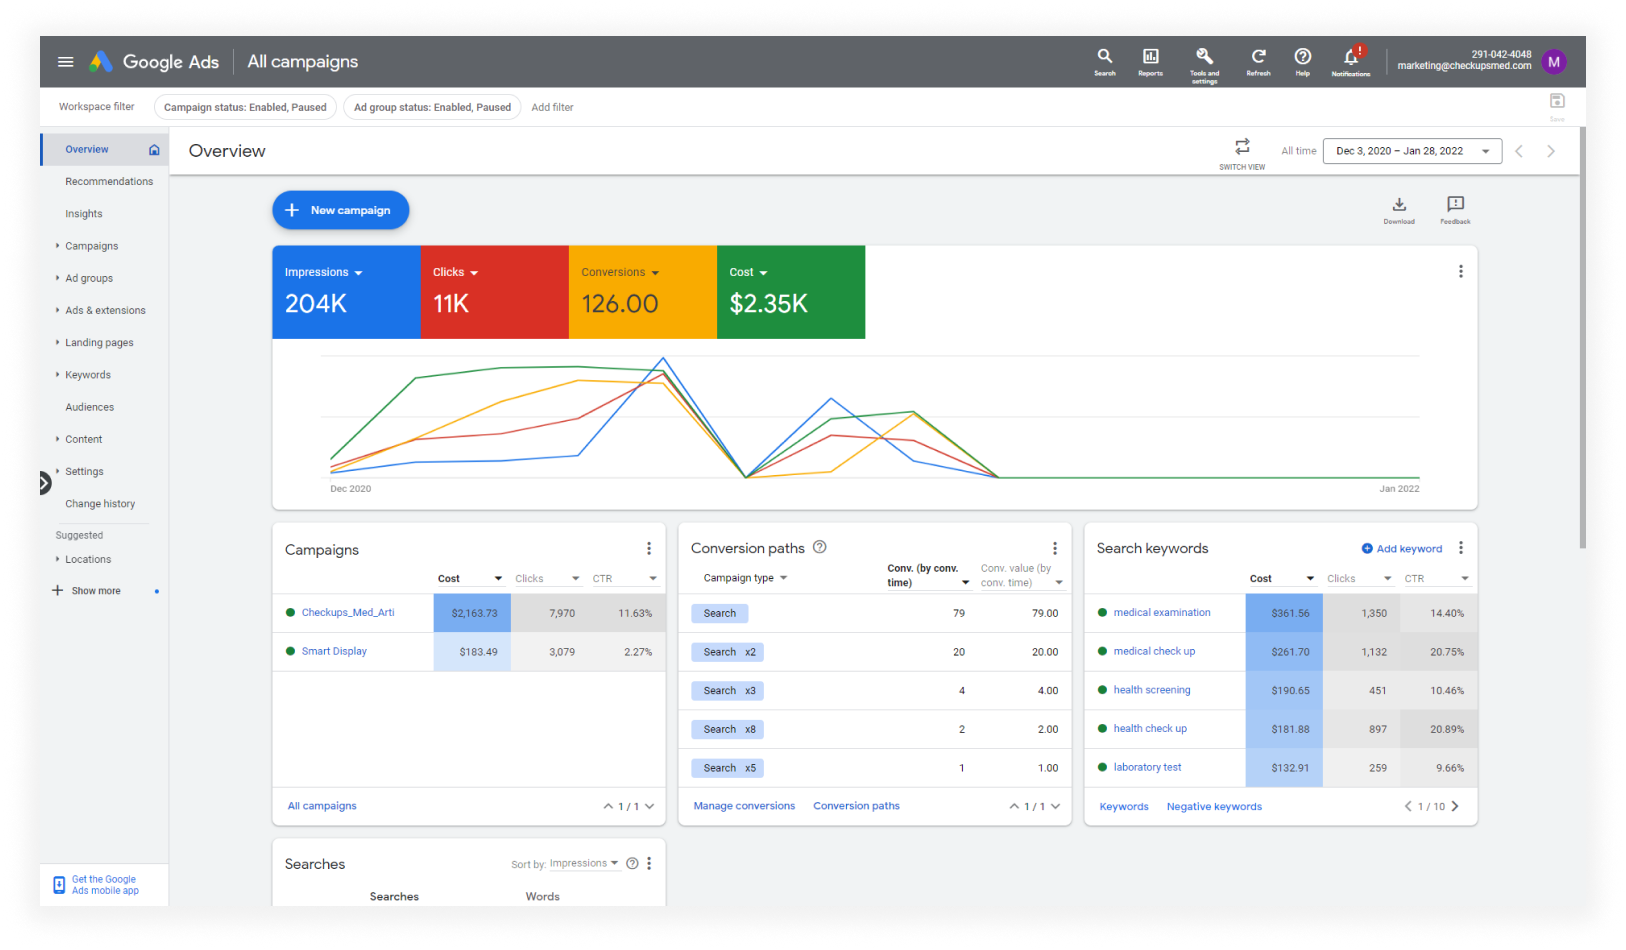 Google Ads
All campaigns
Search
Reports
Tools and settings
Refresh
Help
!
Notifications
291-042-4048
marketing@checkupsmed.com
M
Workspace filter
Campaign status: Enabled, Paused
Ad group status: Enabled, Paused
Add filter
Save
Overview
Recommendations
Insights
Campaigns
Ad groups
Ads & extensions
Landing pages
Keywords
Audiences
Content
Settings
Change history
Suggested
Locations
Show more
Get the Google
Ads mobile app
Overview
SWITCH VIEW
All time
Dec 3, 2020 – Jan 28, 2022
New campaign
Download
Feedback
Impressions
204K
Clicks
11K
Conversions
126.00
Cost
$2.35K
Dec 2020
Jan 2022
Campaigns
Cost Clicks CTR
Checkups_Med_Arti $2,163.73 7,970 11.63%
Smart Display $183.49 3,079 2.27%
All campaigns 1 / 1
Conversion paths
Campaign type
Conv. (by conv. time)
Conv. value (by conv. time)
Search 79 79.00
Search x2 20 20.00
Search x3 4 4.00
Search x8 2 2.00
Search x5 1 1.00
Manage conversions Conversion paths 1 / 1
Search keywords
Add keyword
Cost Clicks CTR
medical examination $361.56 1,350 14.40%
medical check up $261.70 1,132 20.75%
health screening $190.65 451 10.46%
health check up $181.88 897 20.89%
laboratory test $132.91 259 9.66%
Keywords Negative keywords 1 / 10
Searches
Sort by: Impressions
Searches Words